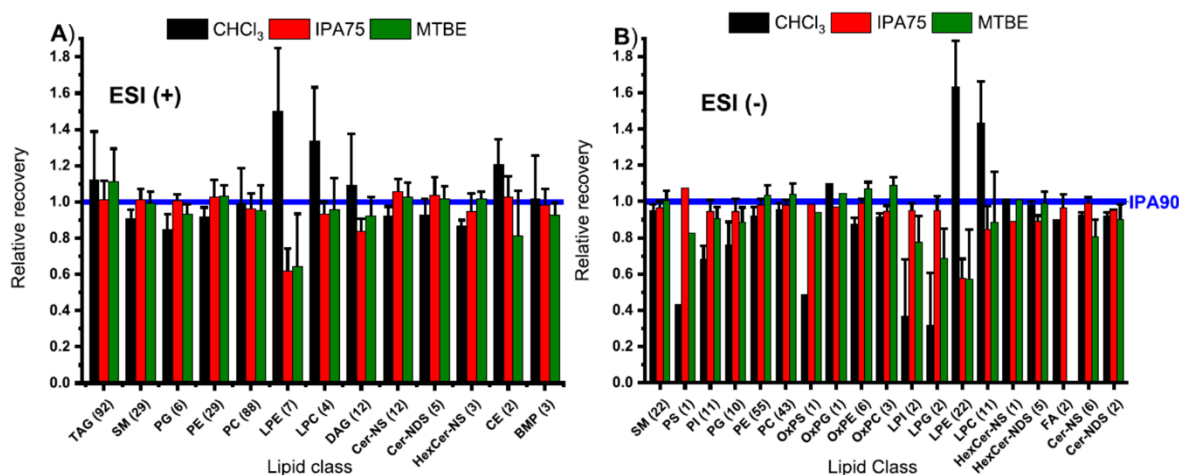 A)
CHCl3 IPA75 MTBE
ESI (+)
Relative recovery
1.8
1.6
1.4
1.2
1.0
0.8
0.6
0.4
0.2
0.0
TAG (92)
SM (29)
PG (6)
PE (29)
PC (88)
LPE (7)
LPC (4)
DAG (12)
Cer-NS (12)
Cer-NDS (5)
HexCer-NS (3)
CE (2)
BMP (3)
Lipid class
B)
CHCl3 IPA75 MTBE
ESI (-)
Relative recovery
1.8
1.6
1.4
1.2
1.0
0.8
0.6
0.4
0.2
0.0
IPA90
SM (22)
PS (1)
PI (11)
PG (10)
PE (55)
PC (43)
OxPS (1)
OxPG (1)
OxPE (6)
OxPC (3)
LPI (2)
LPG (2)
LPE (22)
LPC (11)
HexCer-NS (1)
HexCer-NDS (5)
FA (2)
Cer-NS (6)
Cer-NDS (2)
Lipid Class